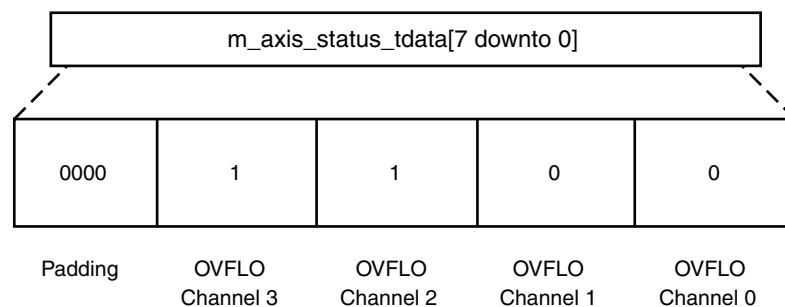 m_axis_status_tdata[7 downto 0]
0000 1 1 0 0
Padding OVFLO OVFLO OVFLO OVFLO
Channel 3 Channel 2 Channel 1 Channel 0